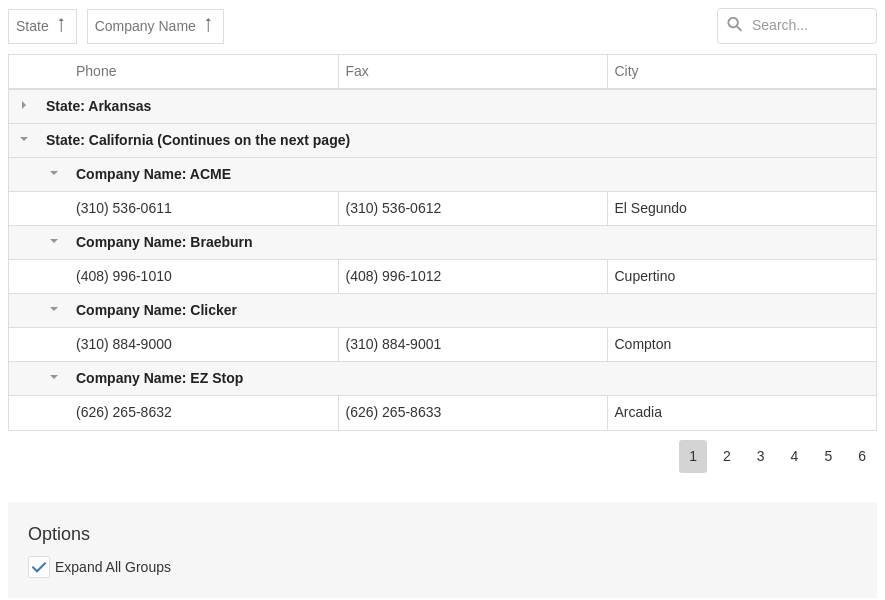 State Company Name Search...
Phone Fax City
State: Arkansas
State: California (Continues on the next page)
Company Name: ACME
(310) 536-0611 (310) 536-0612 El Segundo
Company Name: Braeburn
(408) 996-1010 (408) 996-1012 Cupertino
Company Name: Clicker
(310) 884-9000 (310) 884-9001 Compton
Company Name: EZ Stop
(626) 265-8632 (626) 265-8633 Arcadia
1 2 3 4 5 6
Options
Expand All Groups